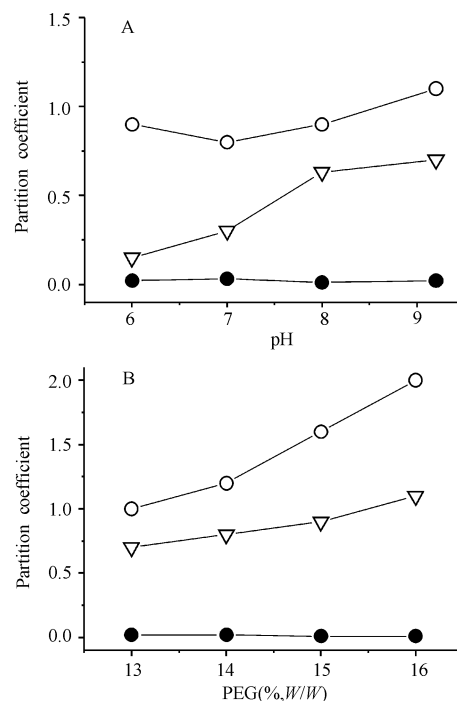 A
1.5
1.0
0.5
0.0
Partition coefficient
6 7 8 9
pH
B
2.0
1.5
1.0
0.5
0.0
Partition coefficient
13 14 15 16
PEG(%,W/W)